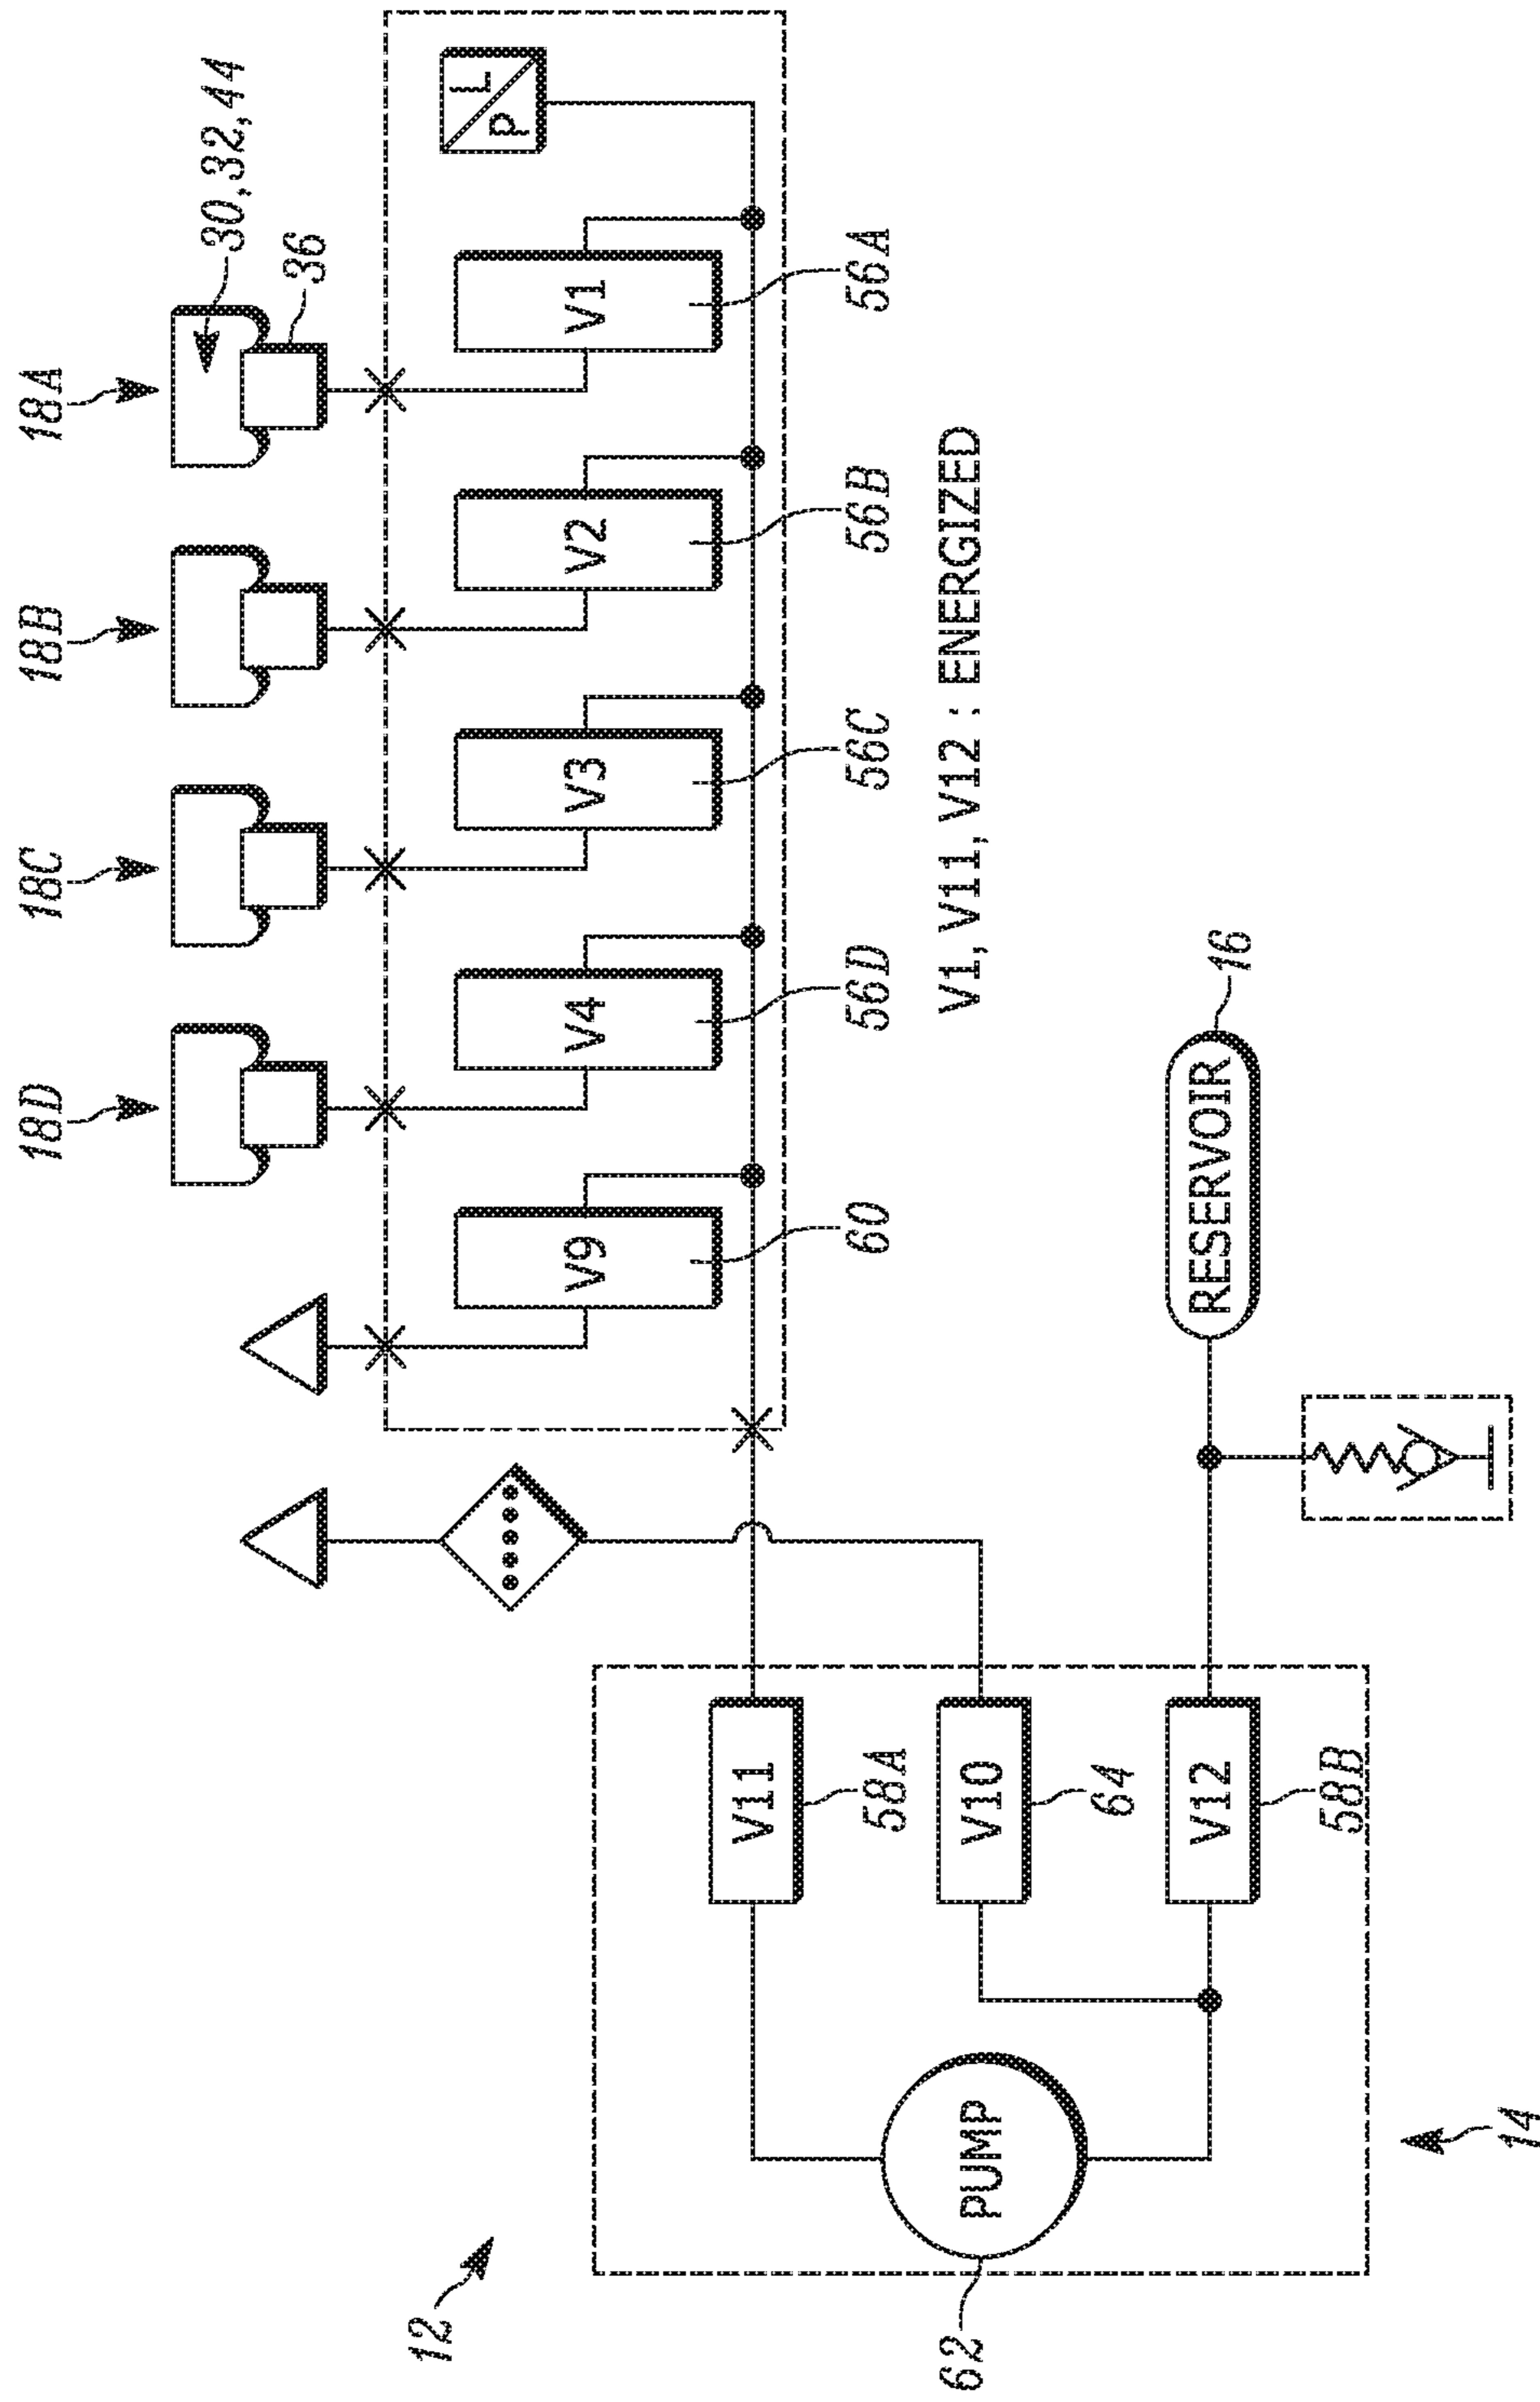 12
14
62
PUMP
V11
58A
V10
64
V12
58B
RESERVOIR
16
18D
18C
18B
18A
30, 32, 44
36
V9
60
V4
56D
V3
56C
V2
56B
V1
56A
P
L
V1, V11, V12 : ENERGIZED